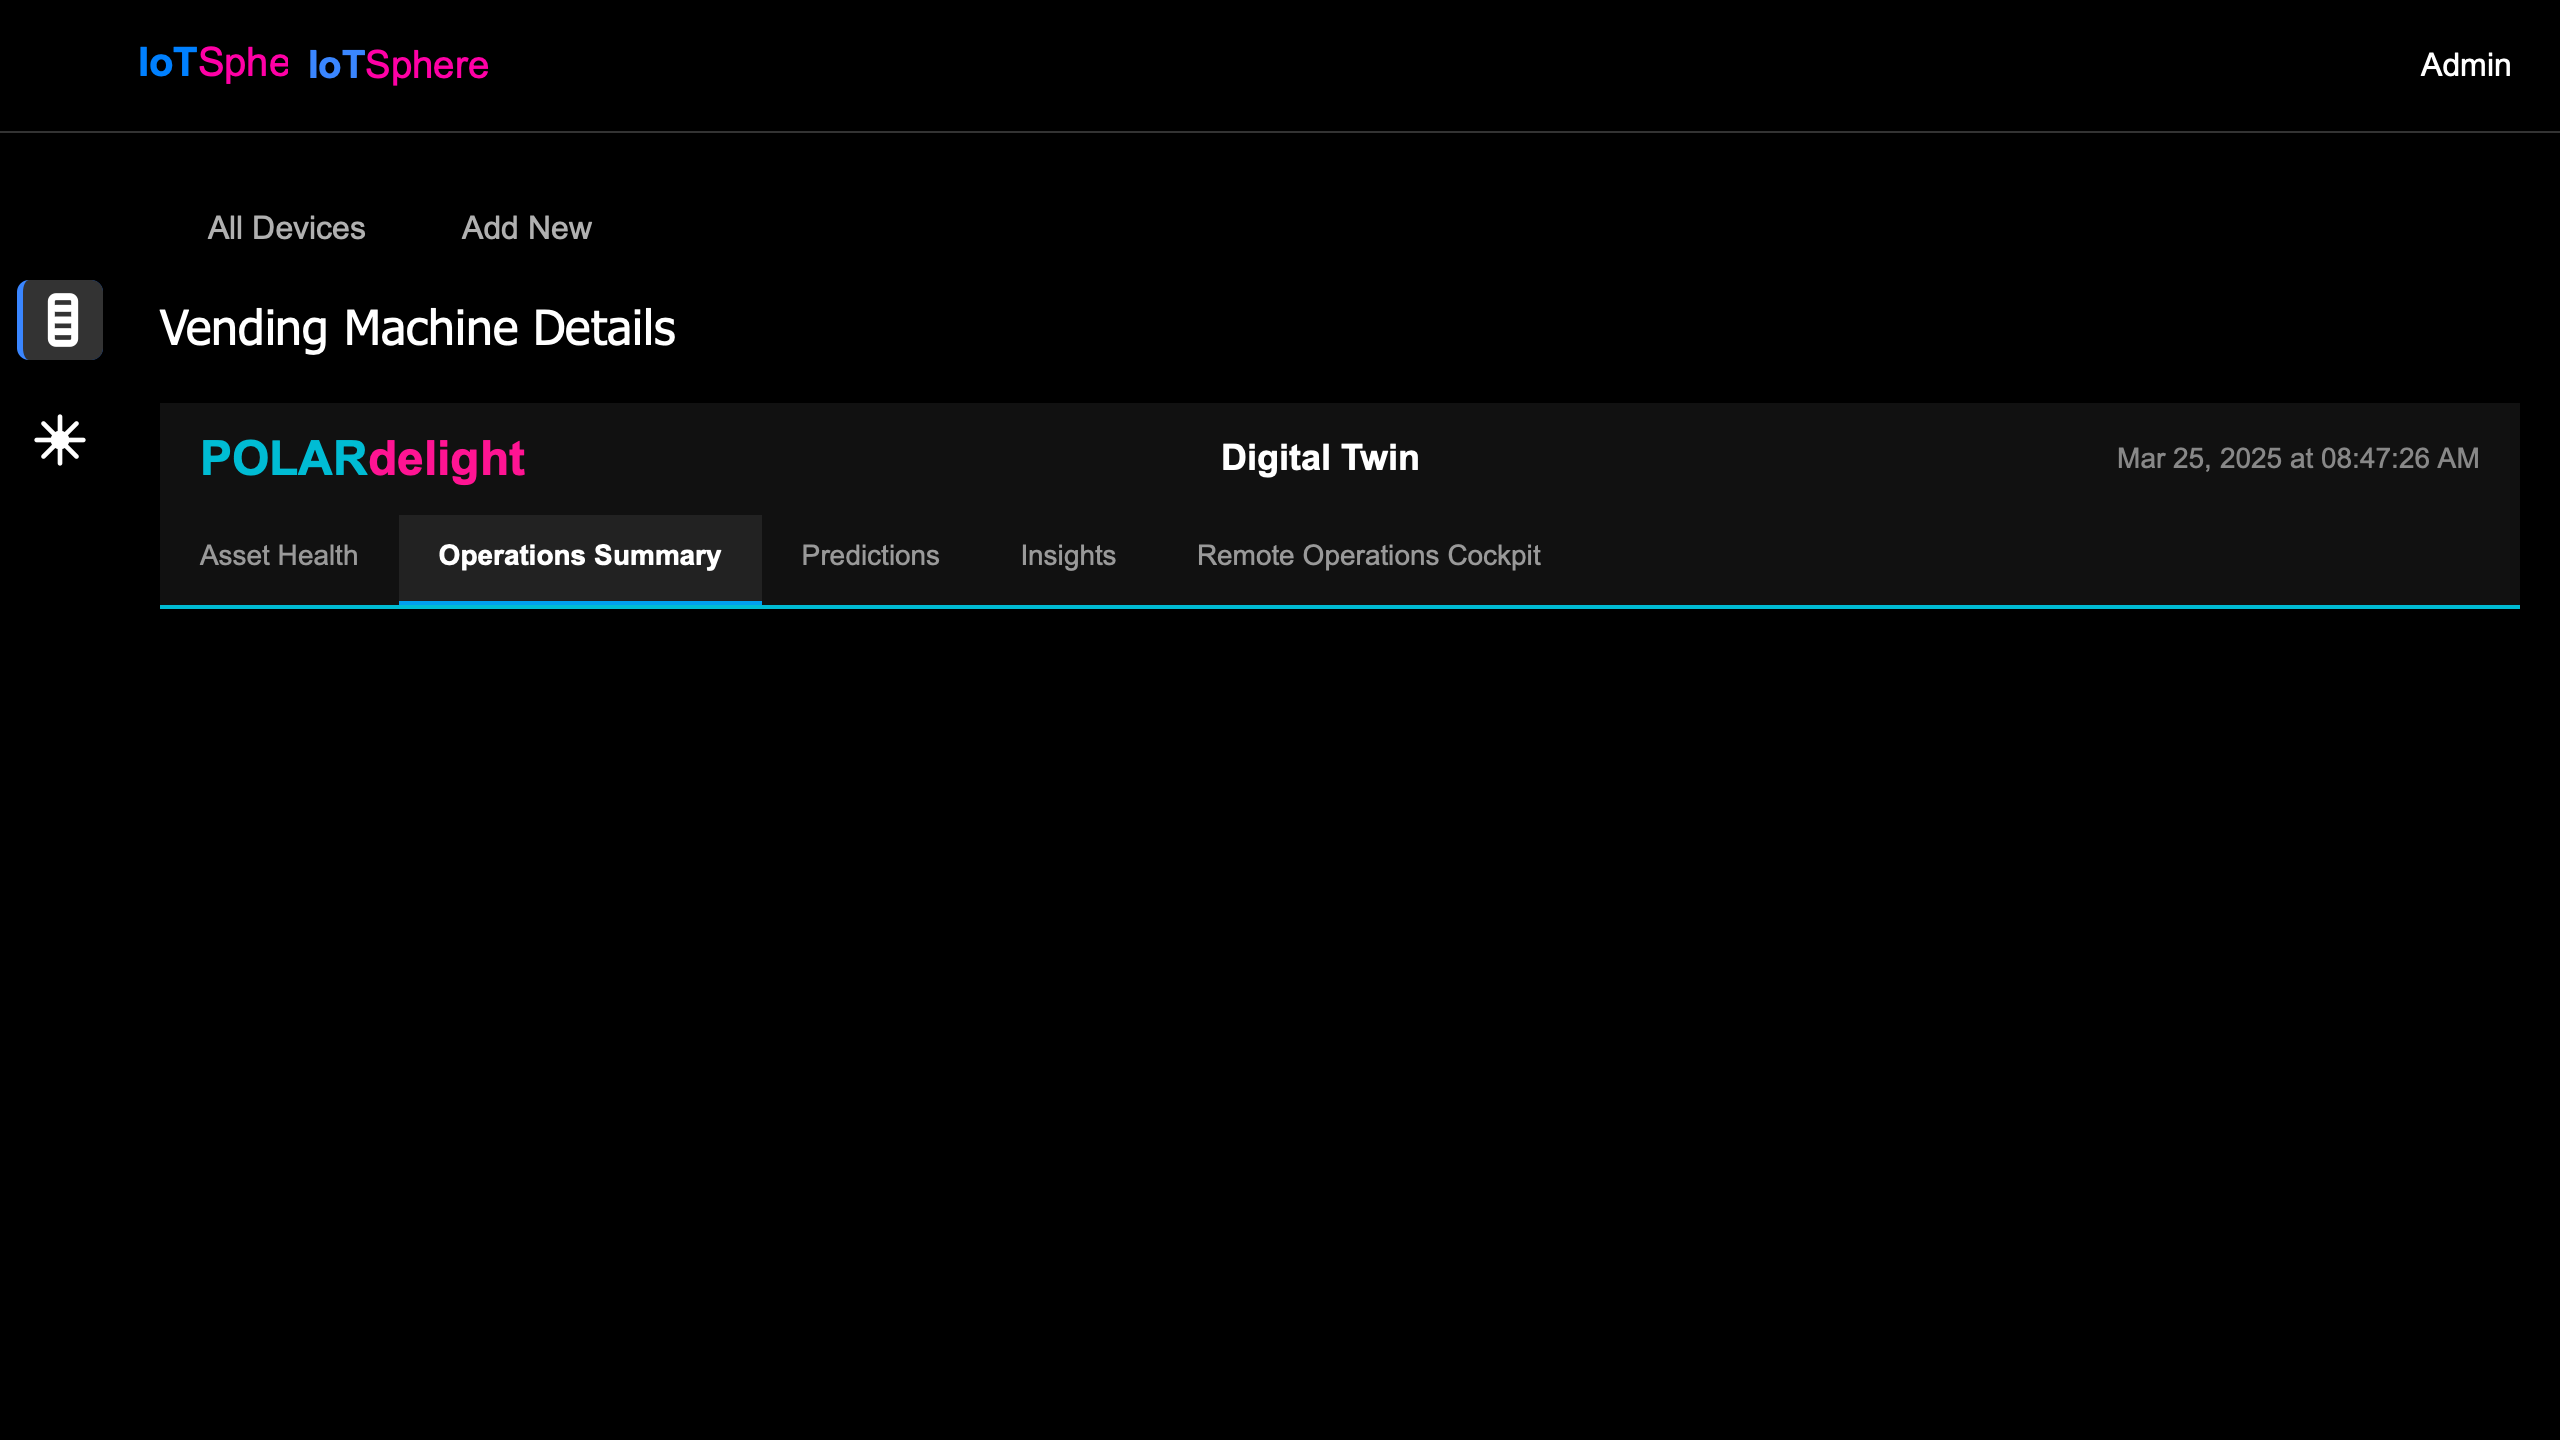 IoTSphe IoTSphere
Admin
All Devices Add New
Vending Machine Details
POLARdelight Digital Twin Mar 25, 2025 at 08:47:26 AM
Asset Health Operations Summary Predictions Insights Remote Operations Cockpit